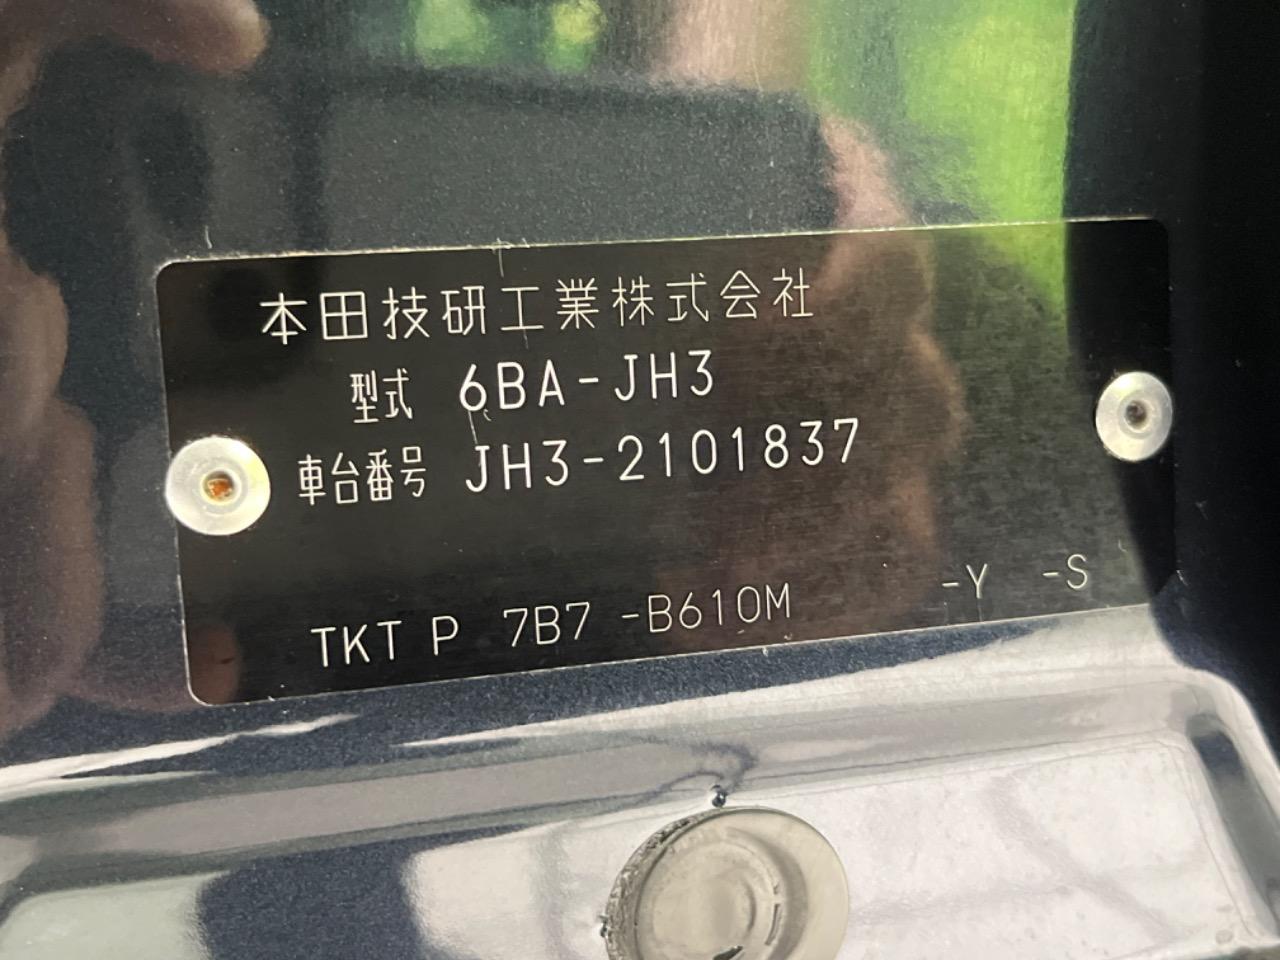 本田技研工業株式会社
型式 6BA-JH3
車台番号 JH3-2101837
TKT P 7B7 -B610M -Y -S